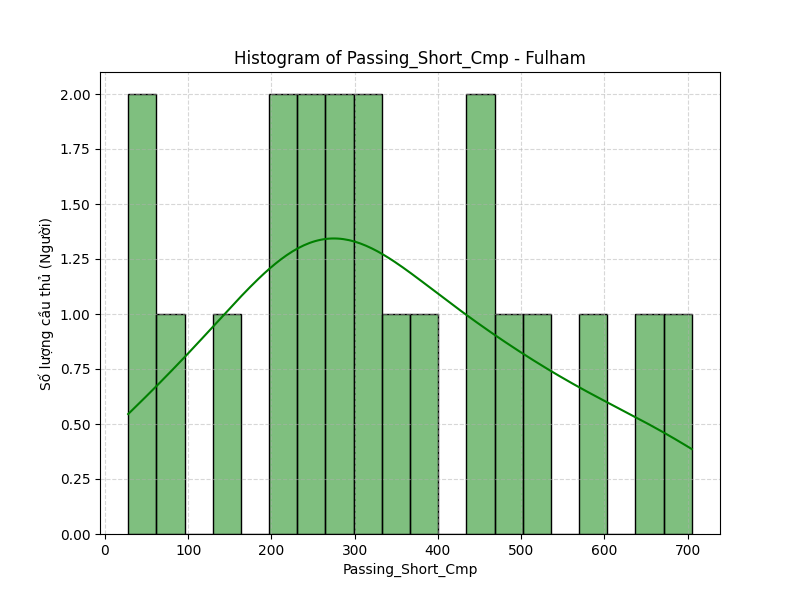 Histogram of Passing_Short_Cmp - Fulham
Số lượng cầu thủ (Người)
2.00
1.75
1.50
1.25
1.00
0.75
0.50
0.25
0.00
0 100 200 300 400 500 600 700
Passing_Short_Cmp